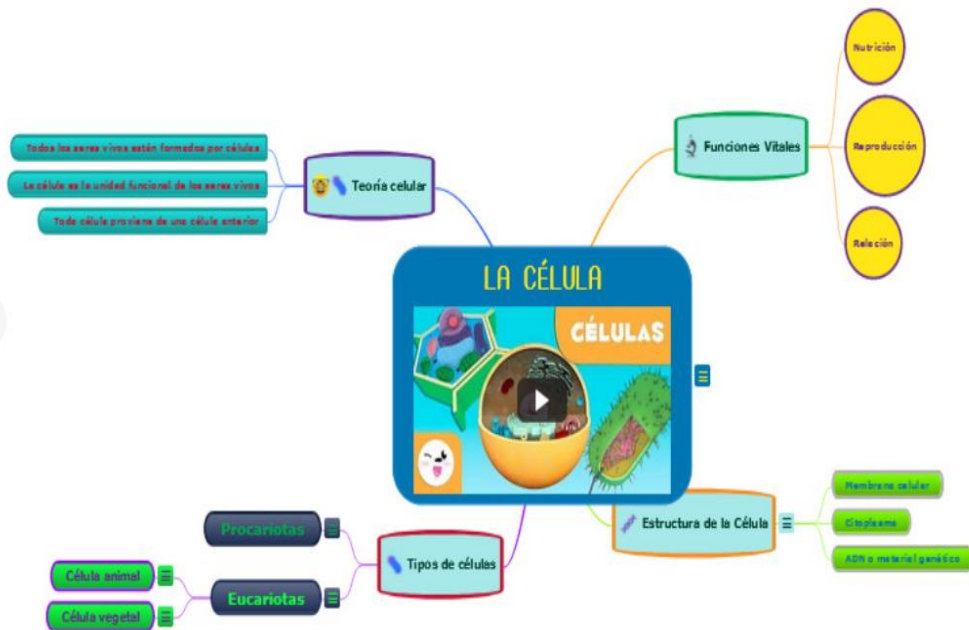 Nutrición
Funciones Vitales
Reproducción
Relación
Todos los seres vivos están formados por células
La célula es la unidad funcional de los seres vivos
Toda célula proviene de una célula anterior
Teoría celular
LA CÉLULA
CÉLULAS
Membrana celular
Estructura de la Célula
Citoplasma
ADN o material genético
Procariotas
Tipos de células
Célula animal
Eucariotas
Célula vegetal